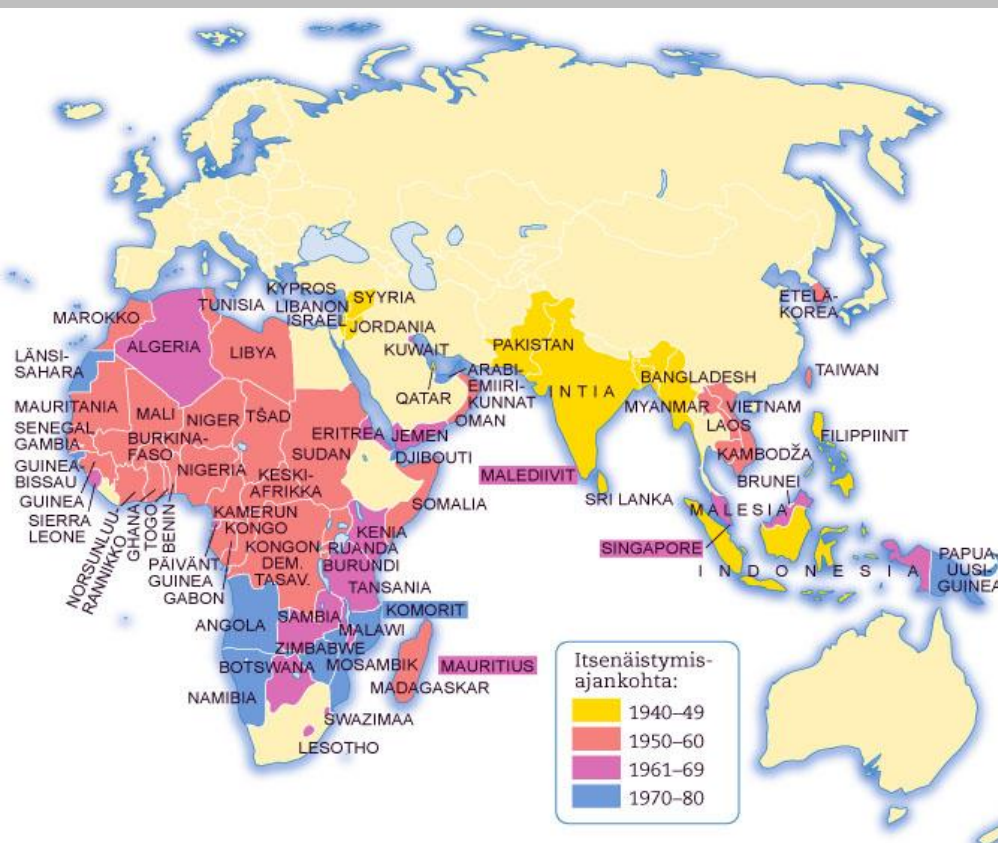 KYPROS
LIBANON
SYYRIA
ISRAEL
JORDANIA
KUWAIT
QATAR
ARABI-
EMIIRI-
KUNNAT
OMAN
JEMEN
PAKISTAN
INTIA
BANGLADESH
MYANMAR
VIETNAM
LAOS
KAMBODŽA
TAIWAN
ETELÄ-
KOREA
FILIPPIINIT
BRUNEI
MALESIA
SINGAPORE
INDONESIA
PAPUA-
UUSI-
GUINEA
MALEDIIVIT
SRI LANKA
MAROKKO
TUNISIA
ALGERIA
LIBYA
LÄNSI-
SAHARA
MAURITANIA
MALI
NIGER
TŠAD
SENEGAL
GAMBIA
BURKINA-
FASO
GUINEA-
BISSAU
GUINEA
SIERRA
LEONE
NORSUNLUU-
RANNIKKO
GHANA
TOGO
BENIN
NIGERIA
KESKI-
AFRIKKA
SUDAN
ERITREA
DJIBOUTI
SOMALIA
KAMERUN
KONGO
PÄIVÄNT.
GUINEA
GABON
KONGON
DEM.
TASAV.
KENIA
RUANDA
BURUNDI
TANSANIA
KOMORIT
ANGOLA
SAMBIA
MALAWI
ZIMBABWE
BOTSWANA
MOSAMBIK
MAURITIUS
MADAGASKAR
NAMIBIA
SWAZIMAA
LESOTHO
Itsenäistymis-
ajankohta:
1940–49
1950–60
1961–69
1970–80